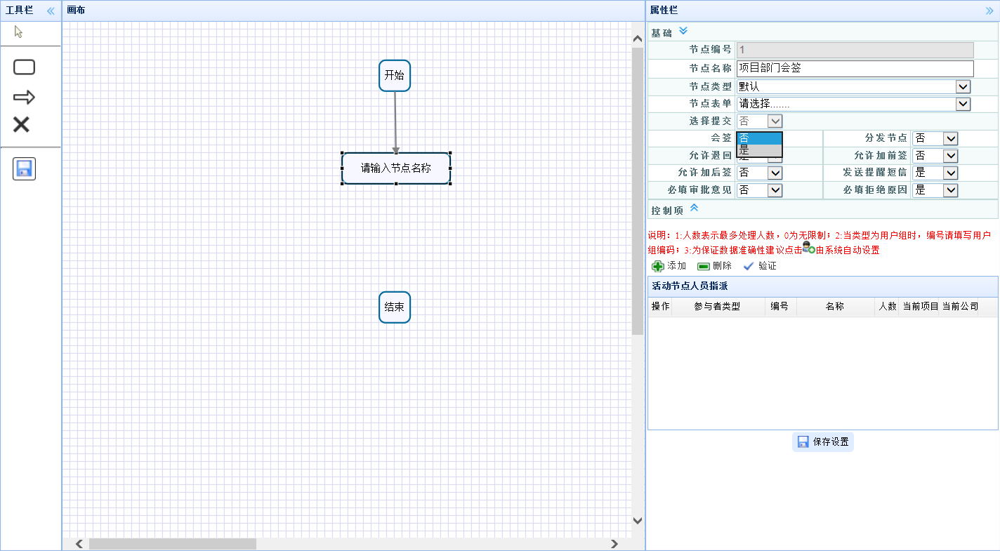 工具栏
画布
开始
请输入节点名称
结束
属性栏
基础
节点编号 1
节点名称 项目部门会签
节点类型 默认
节点表单 请选择.......
选择提交 否
会签 否 分发节点 否
是
允许退回 允许加前签 否
允许加后签 否 发送提醒短信 是
必填审批意见 否 必填拒绝原因 是
控制项
说明：1:人数表示最多处理人数，0为无限制；2:当类型为用户组时，编号请填写用户
组编码；3:为保证数据准确性建议点击由系统自动设置
添加 删除 验证
活动节点人员指派
操作 参与者类型 编号 名称 人数 当前项目 当前公司
保存设置